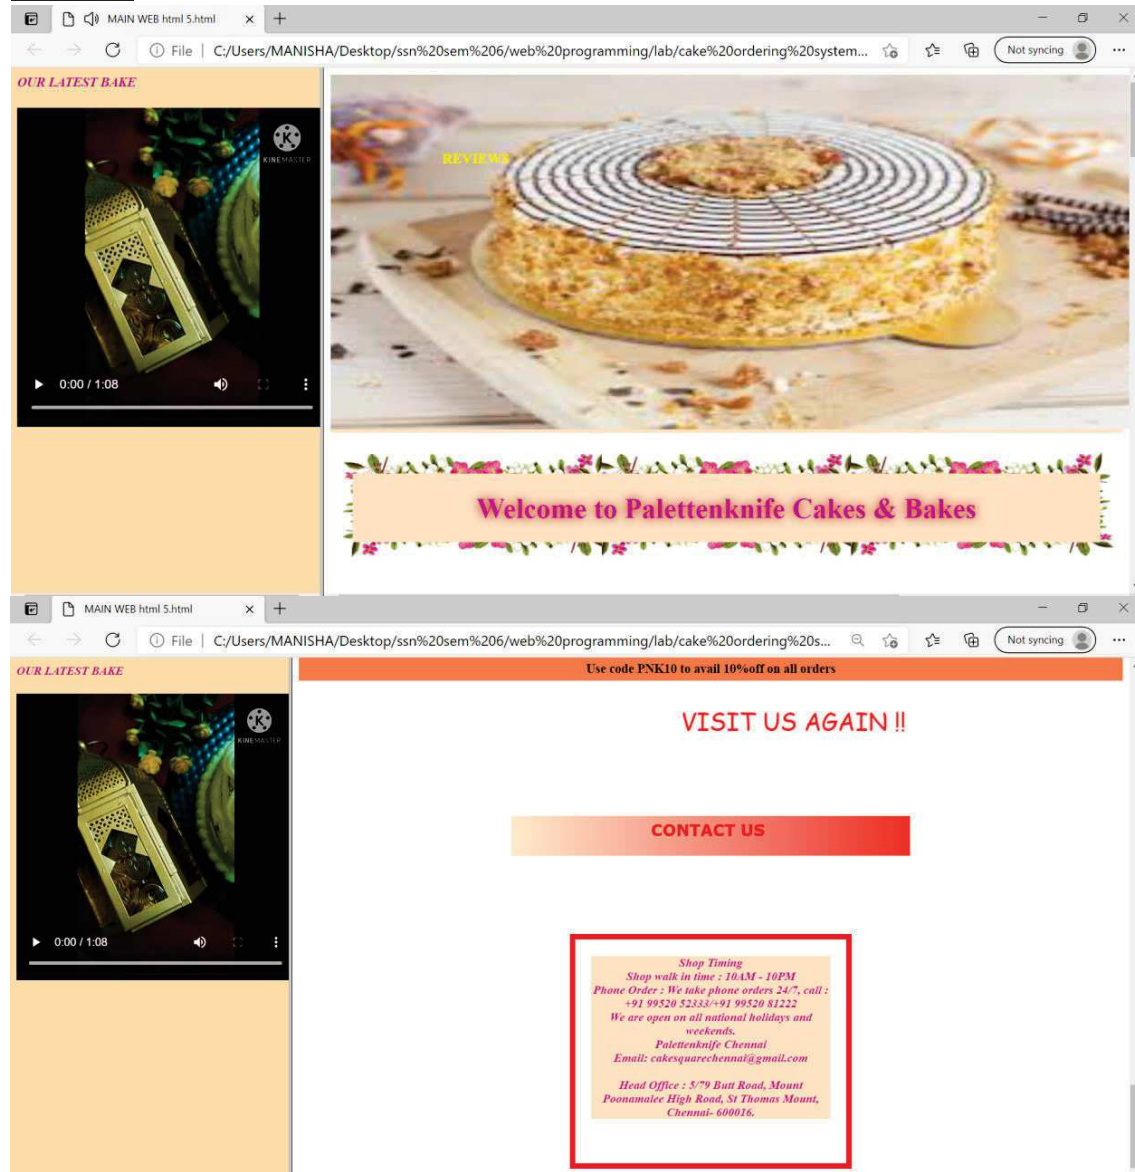 MAIN WEB html 5.html
File | C:/Users/MANISHA/Desktop/ssn%20sem%206/web%20programming/lab/cake%20ordering%20system...
Not syncing
OUR LATEST BAKE
KINEMASTER
REVIEWS
0:00 / 1:08
Welcome to Palettenknife Cakes & Bakes
MAIN WEB html 5.html
File | C:/Users/MANISHA/Desktop/ssn%20sem%206/web%20programming/lab/cake%20ordering%20s...
Not syncing
OUR LATEST BAKE
Use code PNK10 to avail 10%off on all orders
KINEMASTER
VISIT US AGAIN !!
CONTACT US
0:00 / 1:08
Shop Timing
Shop walk in time : 10AM - 10PM
Phone Order : We take phone orders 24/7, call :
+91 99520 52333/+91 99520 81222
We are open on all national holidays and
weekends.
Palettenknife Chennai
Email: cakesquarechennai@gmail.com
Head Office : 5/79 Butt Road, Mount
Poonamalee High Road, St Thomas Mount,
Chennai- 600016.